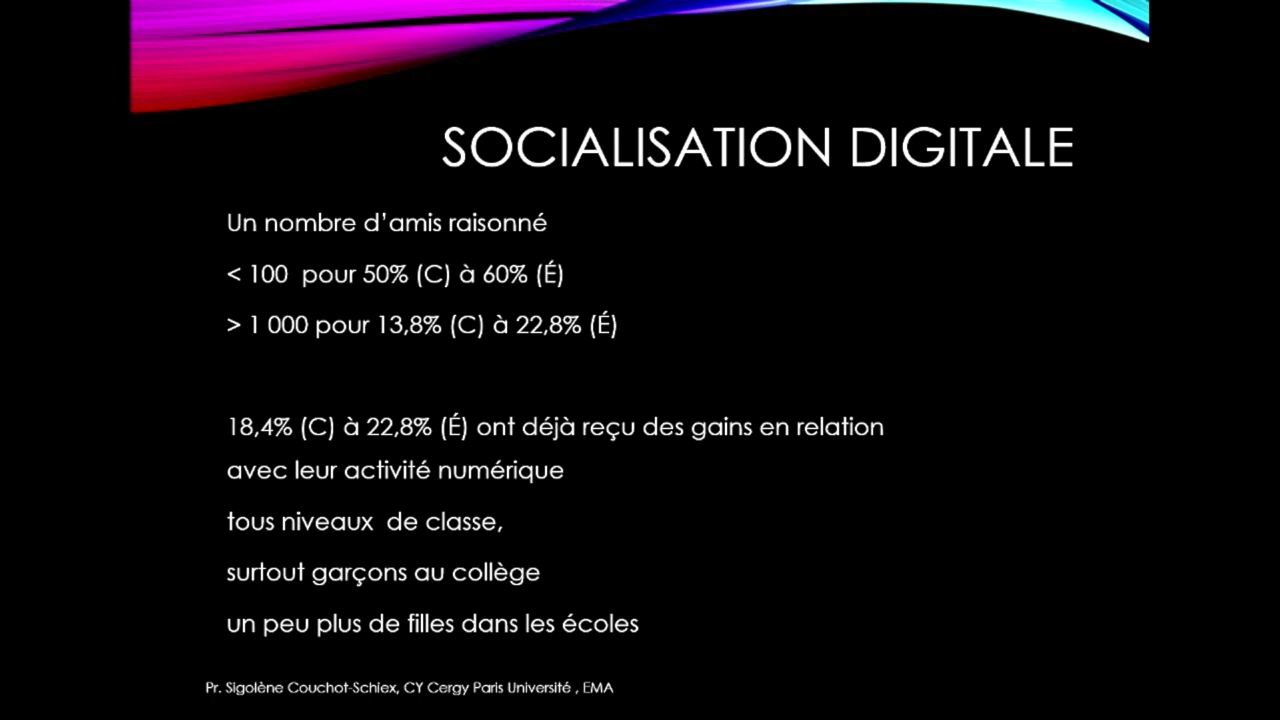 SOCIALISATION DIGITALE
Un nombre d'amis raisonné
< 100  pour 50% (C) à 60% (É)
> 1 000 pour 13,8% (C) à 22,8% (É)
18,4% (C) à 22,8% (É) ont déjà reçu des gains en relation
avec leur activité numérique
tous niveaux  de classe,
surtout garçons au collège
un peu plus de filles dans les écoles
Pr. Sigolène Couchot-Schiex, CY Cergy Paris Université , EMA